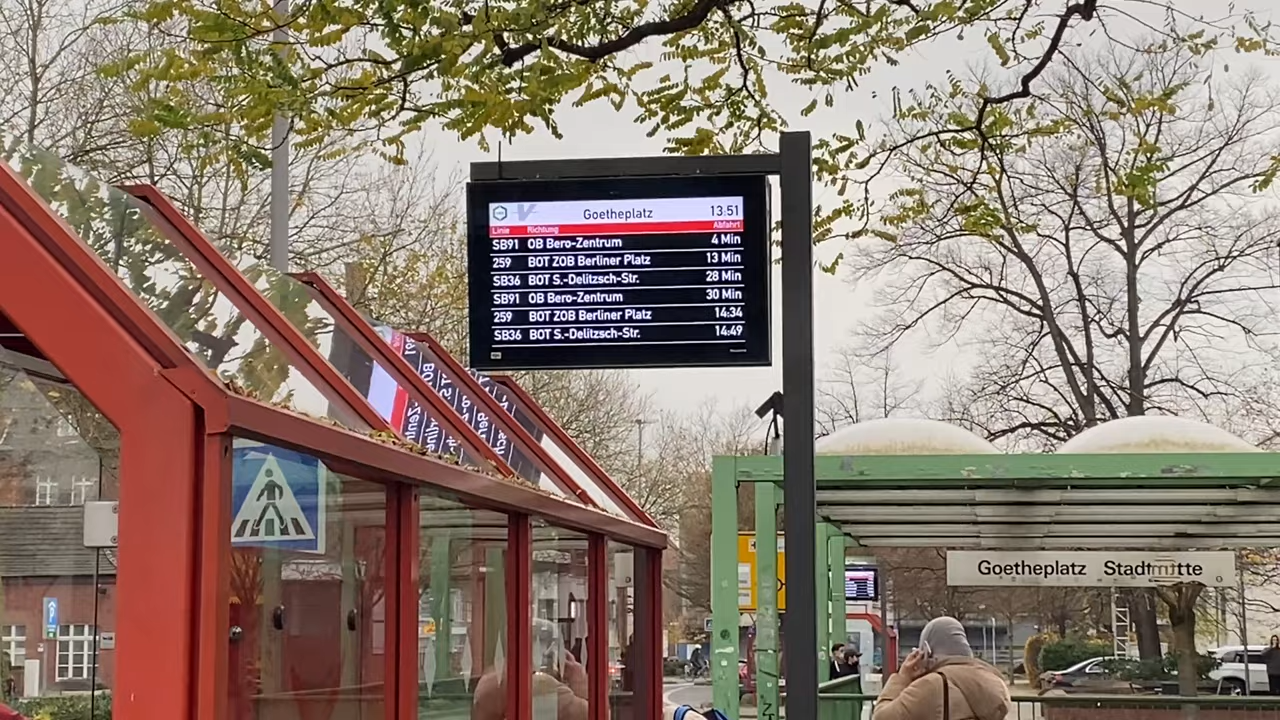 Goetheplatz 13:51
Linie Richtung Abfahrt
SB91 OB Bero-Zentrum 4 Min
259 BOT ZOB Berliner Platz 13 Min
SB36 BOT S.-Delitzsch-Str. 28 Min
SB91 OB Bero-Zentrum 30 Min
259 BOT ZOB Berliner Platz 14:34
SB36 BOT S.-Delitzsch-Str. 14:49
Goetheplatz Stadtmitte